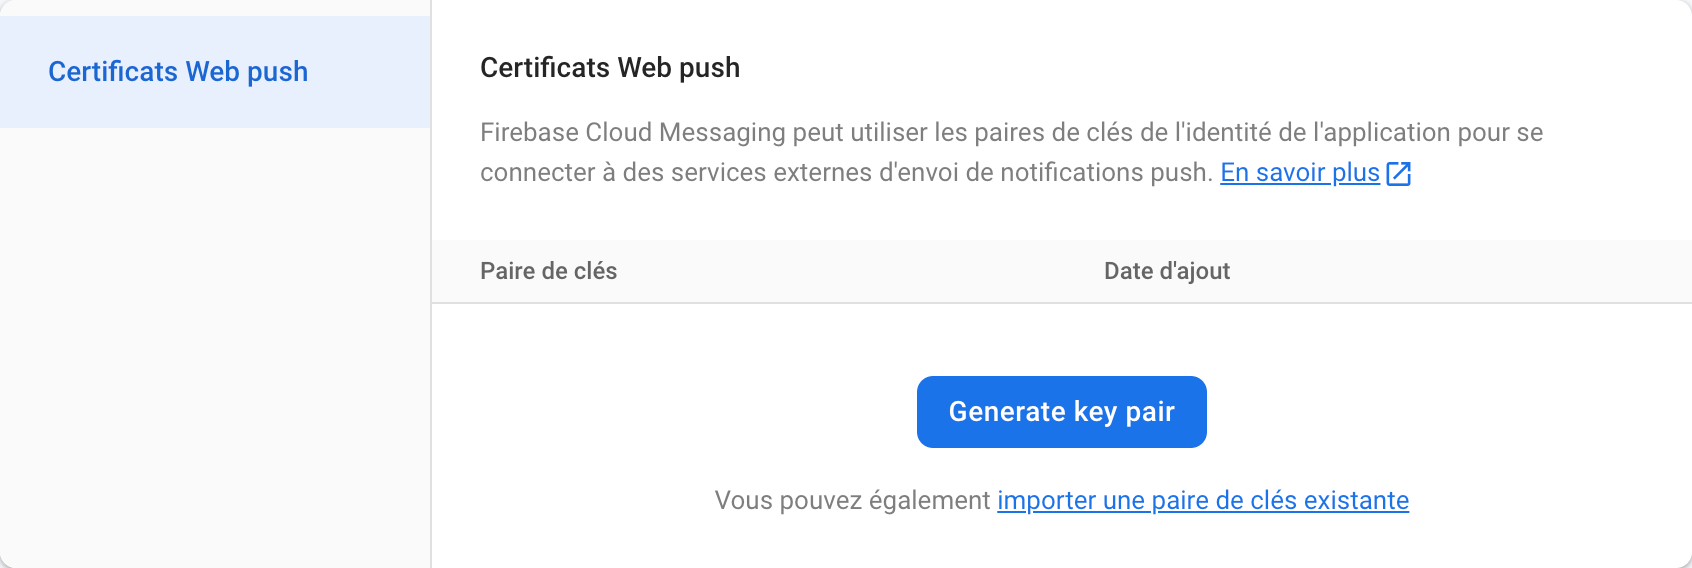 Certificats Web push
Certificats Web push
Firebase Cloud Messaging peut utiliser les paires de clés de l'identité de l'application pour se
connecter à des services externes d'envoi de notifications push. En savoir plus
Paire de clés
Date d'ajout
Generate key pair
Vous pouvez également importer une paire de clés existante